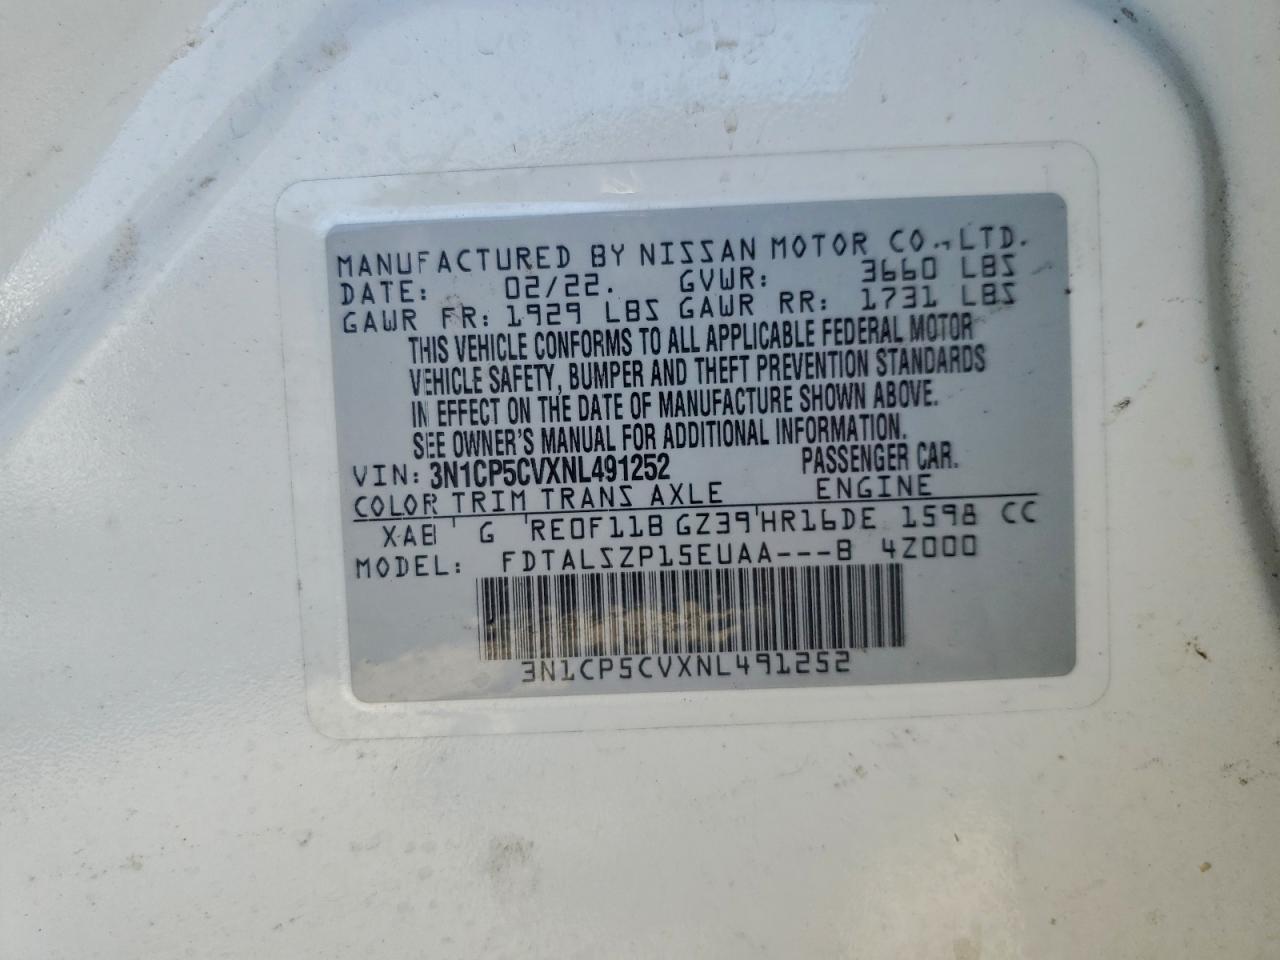 MANUFACTURED BY NISSAN MOTOR CO., LTD.
DATE: 02/22. GVWR: 3660 LBS
GAWR FR: 1929 LBS GAWR RR: 1731 LBS
THIS VEHICLE CONFORMS TO ALL APPLICABLE FEDERAL MOTOR
VEHICLE SAFETY, BUMPER AND THEFT PREVENTION STANDARDS
IN EFFECT ON THE DATE OF MANUFACTURE SHOWN ABOVE.
SEE OWNER'S MANUAL FOR ADDITIONAL INFORMATION.
VIN: 3N1CP5CVXNL491252 PASSENGER CAR.
COLOR TRIM TRANS AXLE ENGINE
XAB G RE0F11B GZ39 HR16DE 1598 CC
MODEL: FDTALSZP15EUAA---B 4Z000
3N1CP5CVXNL491252